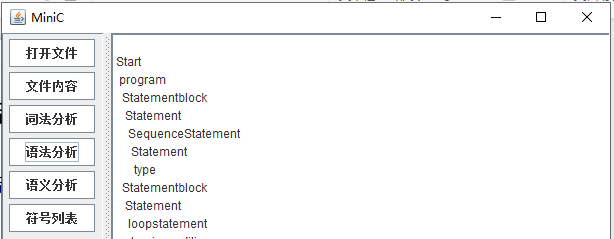 MiniC
打开文件
文件内容
词法分析
语法分析
语义分析
符号列表
Start
program
Statementblock
Statement
SequenceStatement
Statement
type
Statementblock
Statement
loopstatement